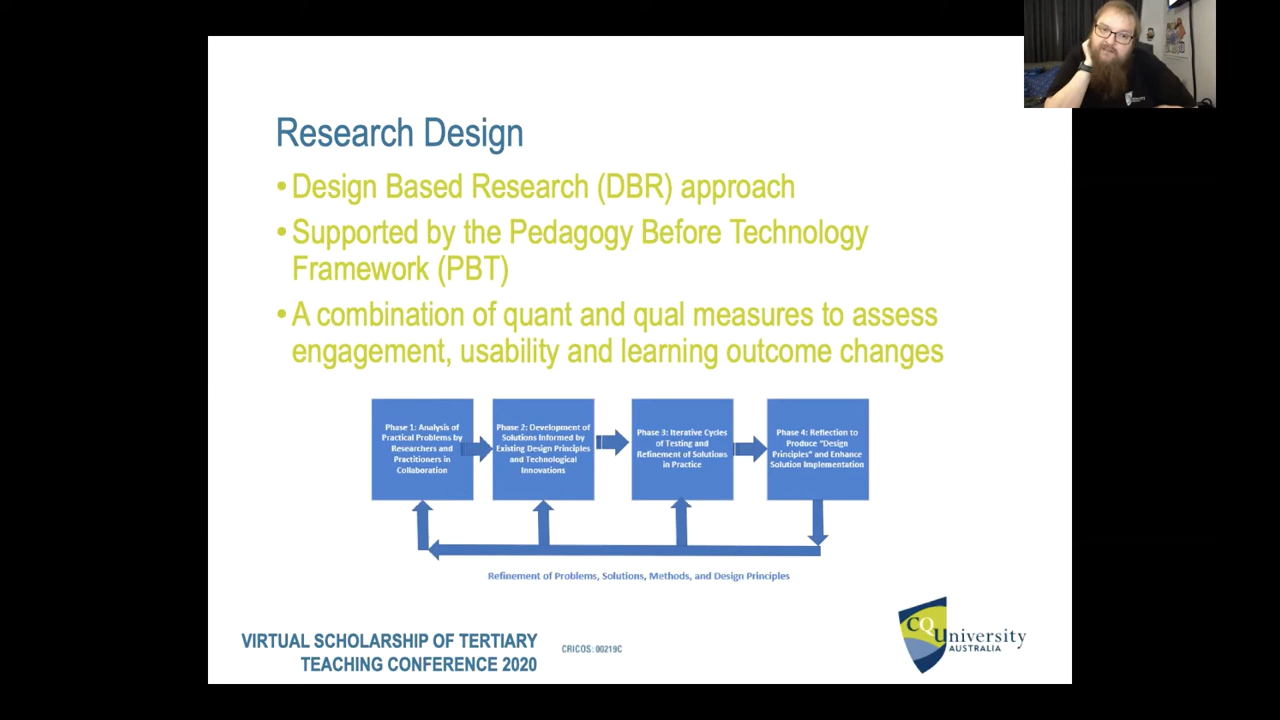 Research Design
• Design Based Research (DBR) approach
• Supported by the Pedagogy Before Technology
Framework (PBT)
• A combination of quant and qual measures to assess
engagement, usability and learning outcome changes
Phase 1: Analysis of
Practical Problems by
Researchers and
Practitioners in
Collaboration
Phase 2: Development of
Solutions Informed by
Existing Design Principles
and Technological
Innovations
Phase 3: Iterative Cycles
of Testing and
Refinement of Solutions
in Practice
Phase 4: Reflection to
Produce "Design
Principles" and Enhance
Solution Implementation
Refinement of Problems, Solutions, Methods, and Design Principles
VIRTUAL SCHOLARSHIP OF TERTIARY
TEACHING CONFERENCE 2020
CRICOS: 00219C
CQUniversity
AUSTRALIA